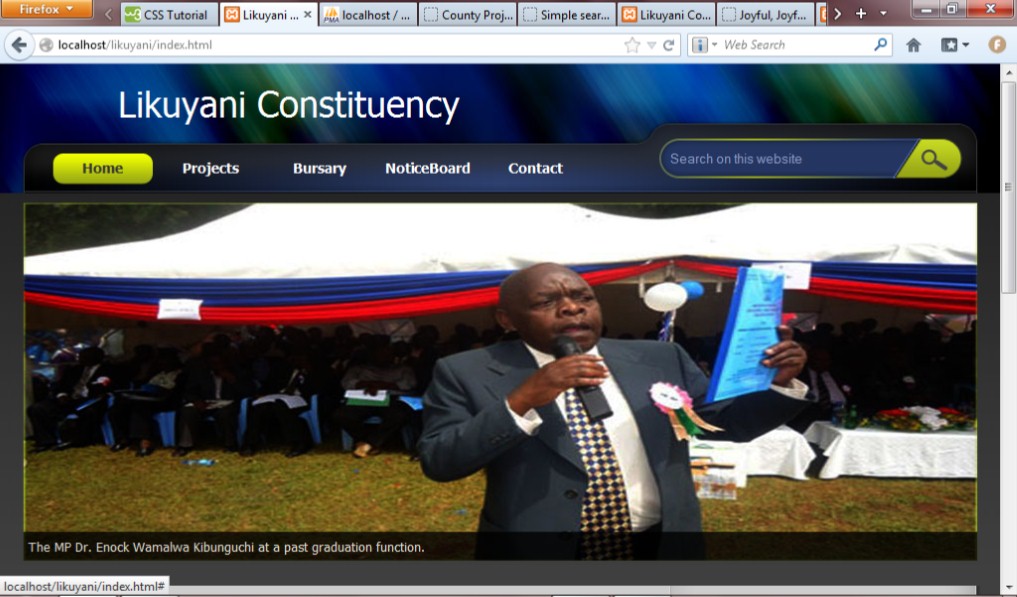 Firefox
CSS Tutorial
Likuyani ...
localhost / ...
County Proj...
Simple sear...
Likuyani Co...
Joyful, Joyf...
localhost/likuyani/index.html
Web Search
Likuyani Constituency
Home
Projects
Bursary
NoticeBoard
Contact
Search on this website
The MP Dr. Enock Wamalwa Kibunguchi at a past graduation function.
localhost/likuyani/index.html#